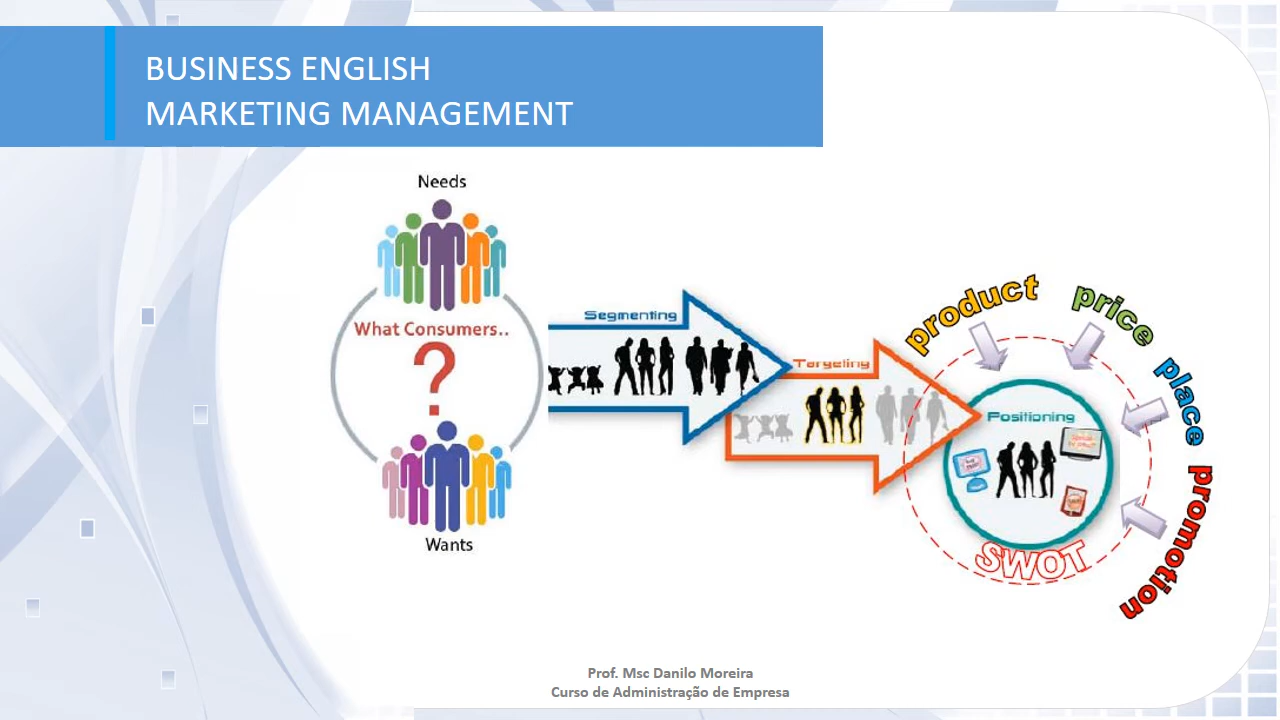 BUSINESS ENGLISH
MARKETING MANAGEMENT
Needs
What Consumers..
?
Wants
Segmenting
Targeting
Positioning
product
price
place
promotion
SWOT
Prof. Msc Danilo Moreira
Curso de Administração de Empresa